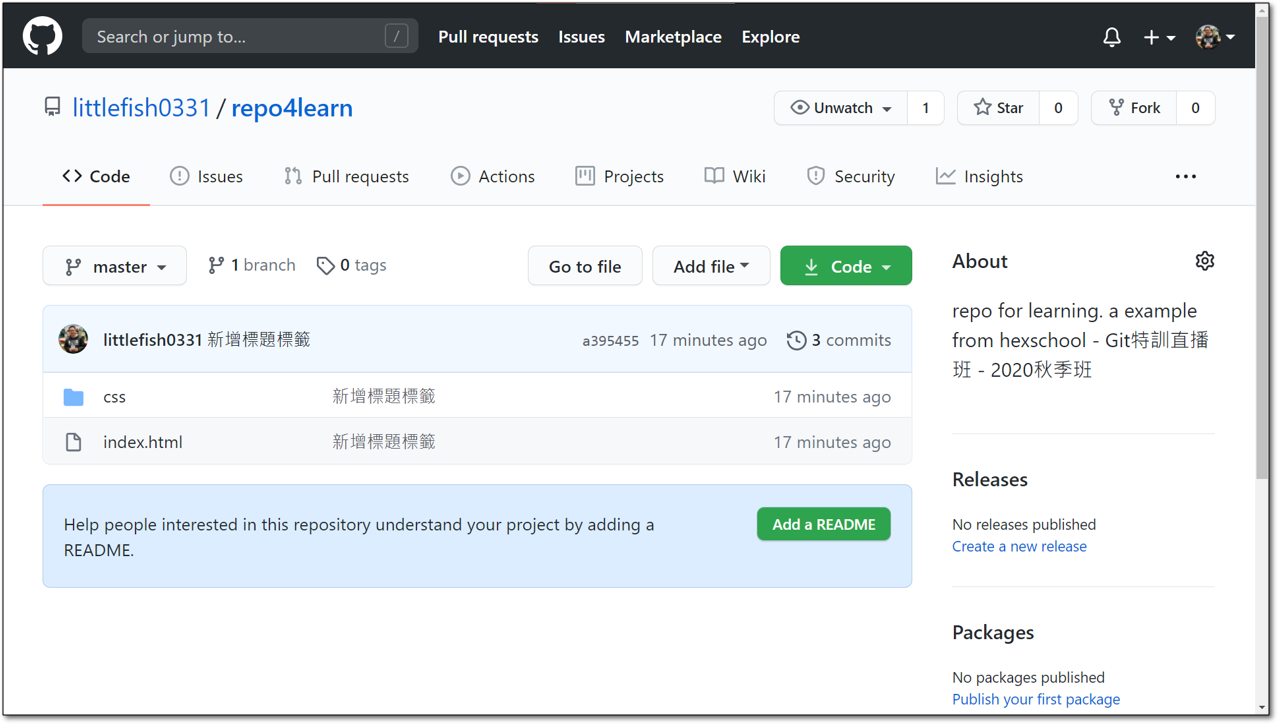 Search or jump to... /
Pull requests Issues Marketplace Explore
littlefish0331 / repo4learn
Unwatch 1 Star 0 Fork 0
Code Issues Pull requests Actions Projects Wiki Security Insights
master 1 branch 0 tags Go to file Add file Code
littlefish0331 新增標題標籤 a395455 17 minutes ago 3 commits
css 新增標題標籤 17 minutes ago
index.html 新增標題標籤 17 minutes ago
Help people interested in this repository understand your project by adding a
README.
Add a README
About
repo for learning. a example
from hexschool - Git特訓直播
班 - 2020秋季班
Releases
No releases published
Create a new release
Packages
No packages published
Publish your first package